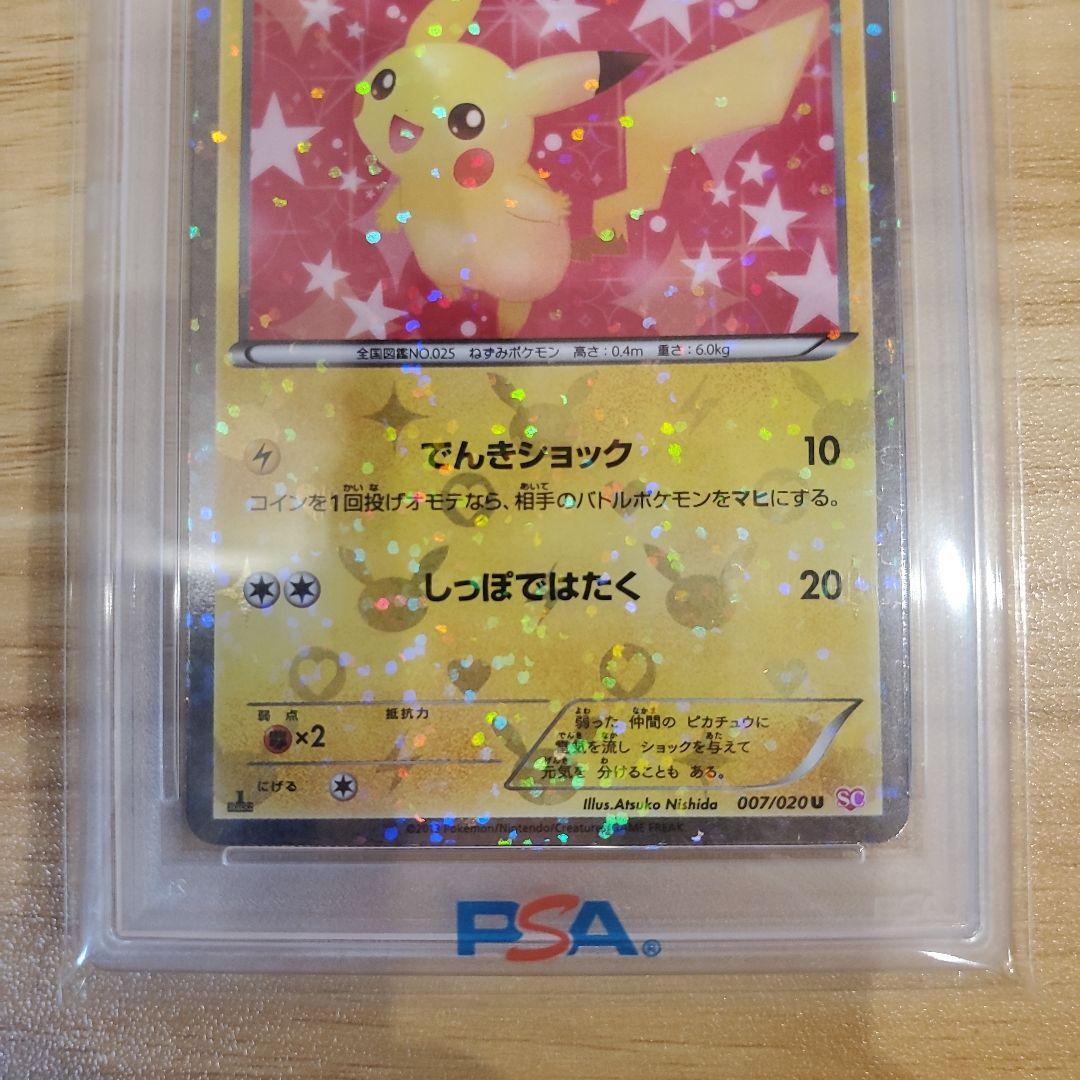 全国図鑑NO.025 ねずみポケモン 高さ:0.4m 重さ:6.0kg
でんきショック 10
コインを1回投げオモテなら、相手のバトルポケモンをマヒにする。
しっぽではたく 20
弱点 ×2 抵抗力
にげる
弱った 仲間の ピカチュウに
電気を流し ショックを与えて
元気を 分けることも ある。
Illus.Atsuko Nishida 007/020 U SC
©2013 Pokémon/Nintendo/Creatures/GAME FREAK
PSA®